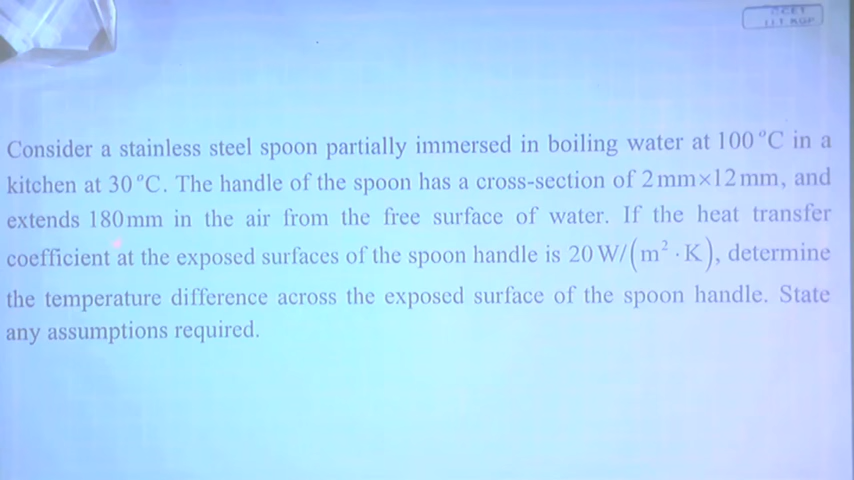 CCET
I.I.T. KGP
Consider a stainless steel spoon partially immersed in boiling water at 100 °C in a
kitchen at 30 °C. The handle of the spoon has a cross-section of 2 mm×12 mm, and
extends 180 mm in the air from the free surface of water. If the heat transfer
coefficient at the exposed surfaces of the spoon handle is 20 W/(m² · K), determine
the temperature difference across the exposed surface of the spoon handle. State
any assumptions required.